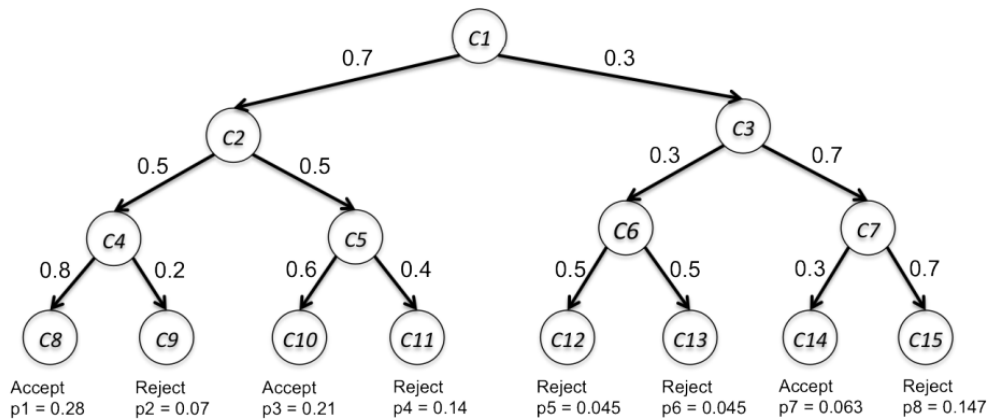 C1
0.7 0.3
C2 C3
0.5 0.5 0.3 0.7
C4 C5 C6 C7
0.8 0.2 0.6 0.4 0.5 0.5 0.3 0.7
C8 C9 C10 C11 C12 C13 C14 C15
Accept Reject Accept Reject Reject Reject Accept Reject
p1 = 0.28 p2 = 0.07 p3 = 0.21 p4 = 0.14 p5 = 0.045 p6 = 0.045 p7 = 0.063 p8 = 0.147